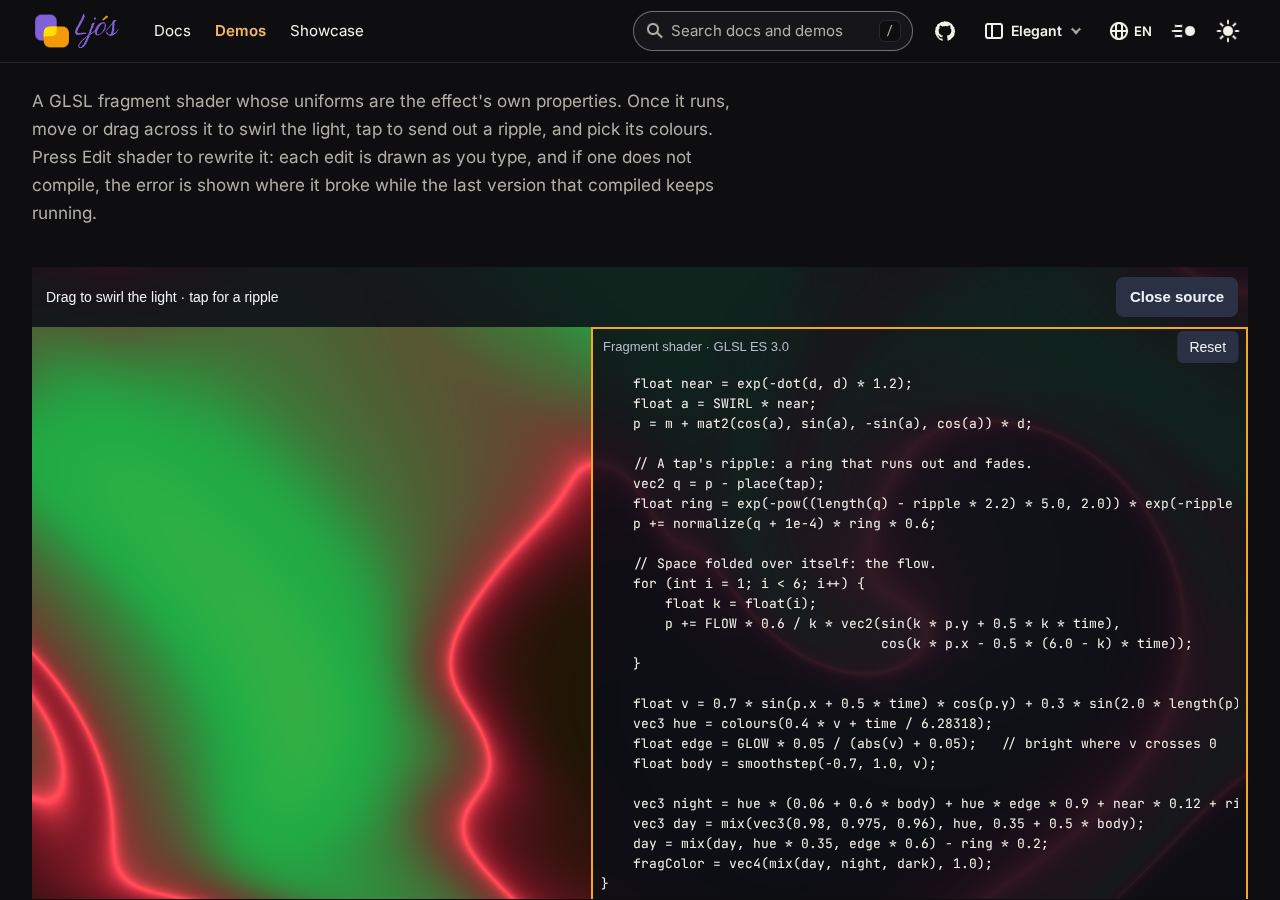 Ljós
Docs
Demos
Showcase
Search docs and demos
/
Elegant
EN
A GLSL fragment shader whose uniforms are the effect's own properties. Once it runs,
move or drag across it to swirl the light, tap to send out a ripple, and pick its colours.
Press Edit shader to rewrite it: each edit is drawn as you type, and if one does not
compile, the error is shown where it broke while the last version that compiled keeps
running.
Drag to swirl the light · tap for a ripple
Close source
Fragment shader · GLSL ES 3.0
Reset
float near = exp(-dot(d, d) * 1.2);
float a = SWIRL * near;
p = m + mat2(cos(a), sin(a), -sin(a), cos(a)) * d;
// A tap's ripple: a ring that runs out and fades.
vec2 q = p - place(tap);
float ring = exp(-pow((length(q) - ripple * 2.2) * 5.0, 2.0)) * exp(-ripple
p += normalize(q + 1e-4) * ring * 0.6;
// Space folded over itself: the flow.
for (int i = 1; i < 6; i++) {
float k = float(i);
p += FLOW * 0.6 / k * vec2(sin(k * p.y + 0.5 * k * time),
cos(k * p.x - 0.5 * (6.0 - k) * time));
}
float v = 0.7 * sin(p.x + 0.5 * time) * cos(p.y) + 0.3 * sin(2.0 * length(p)
vec3 hue = colours(0.4 * v + time / 6.28318);
float edge = GLOW * 0.05 / (abs(v) + 0.05);   // bright where v crosses 0
float body = smoothstep(-0.7, 1.0, v);
vec3 night = hue * (0.06 + 0.6 * body) + hue * edge * 0.9 + near * 0.12 + ri
vec3 day = mix(vec3(0.98, 0.975, 0.96), hue, 0.35 + 0.5 * body);
day = mix(day, hue * 0.35, edge * 0.6) - ring * 0.2;
fragColor = vec4(mix(day, night, dark), 1.0);
}